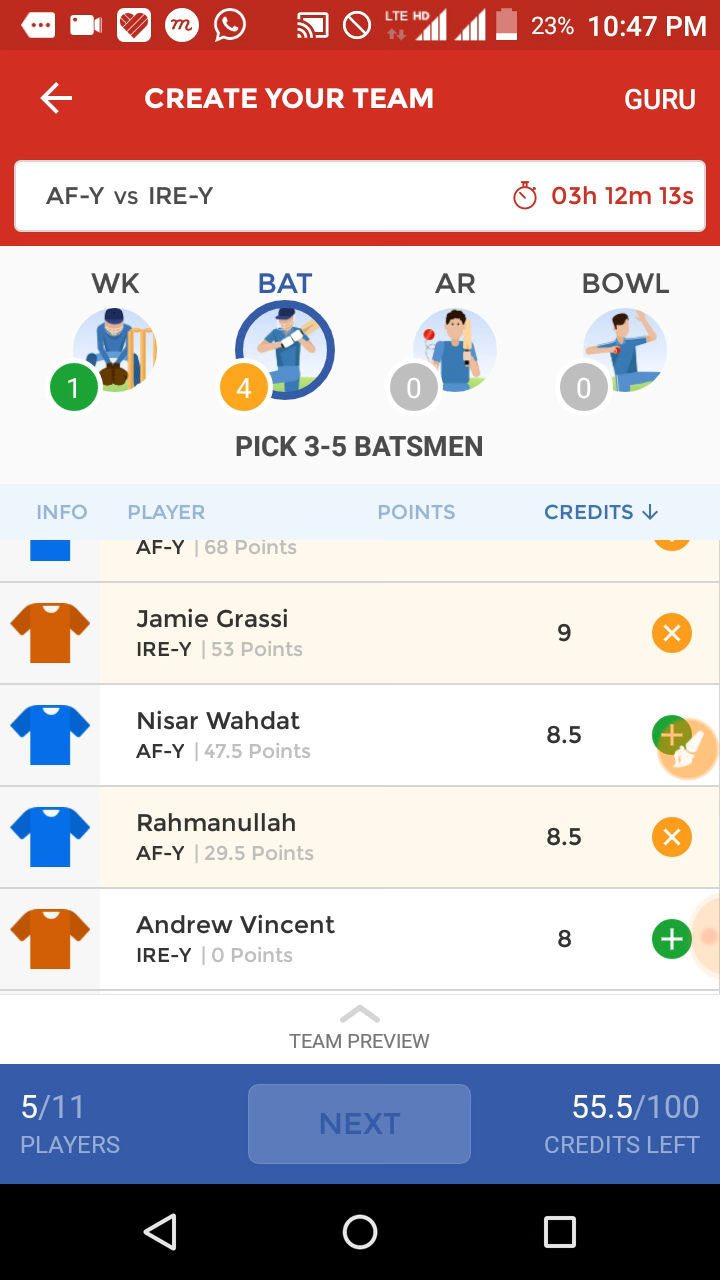 LTE HD 23% 10:47 PM
CREATE YOUR TEAM GURU
AF-Y vs IRE-Y 03h 12m 13s
WK BAT AR BOWL
1 4 0 0
PICK 3-5 BATSMEN
INFO PLAYER POINTS CREDITS
AF-Y | 68 Points
Jamie Grassi 9
IRE-Y | 53 Points
Nisar Wahdat 8.5
AF-Y | 47.5 Points
Rahmanullah 8.5
AF-Y | 29.5 Points
Andrew Vincent 8
IRE-Y | 0 Points
TEAM PREVIEW
5/11 NEXT 55.5/100
PLAYERS CREDITS LEFT